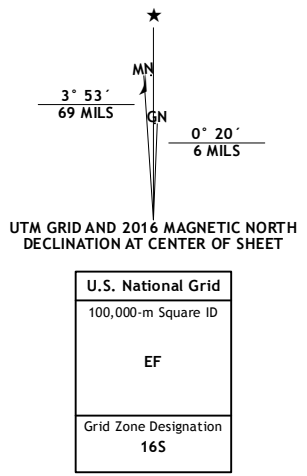 MN
3° 53´
69 MILS
GN
0° 20´
6 MILS
UTM GRID AND 2016 MAGNETIC NORTH
DECLINATION AT CENTER OF SHEET
U.S. National Grid
100,000-m Square ID
EF
Grid Zone Designation
16S